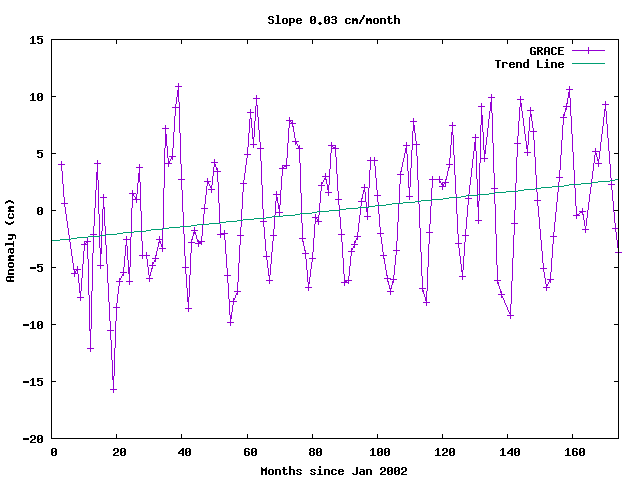 Slope 0.03 cm/month
GRACE
Trend Line
15
10
5
0
-5
-10
-15
-20
Anomaly (cm)
0 20 40 60 80 100 120 140 160
Months since Jan 2002